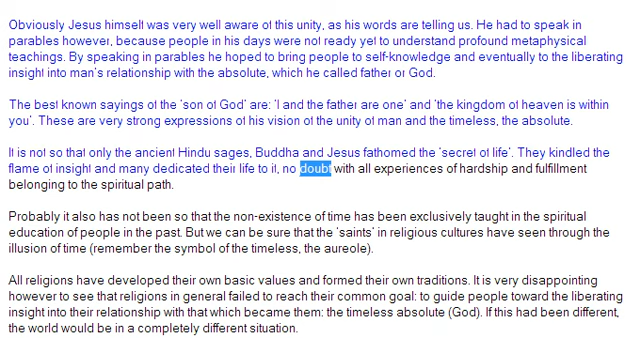 Obviously Jesus himself was very well aware of this unity, as his words are telling us. He had to speak in
parables however, because people in his days were not ready yet to understand profound metaphysical
teachings. By speaking in parables he hoped to bring people to self-knowledge and eventually to the liberating
insight into man's relationship with the absolute, which he called father or God.
The best known sayings of the 'son of God' are: 'I and the father are one' and 'the kingdom of heaven is within
you'. These are very strong expressions of his vision of the unity of man and the timeless, the absolute.
It is not so that only the ancient Hindu sages, Buddha and Jesus fathomed the 'secret of life'. They kindled the
flame of insight and many dedicated their life to it, no doubt with all experiences of hardship and fulfillment
belonging to the spiritual path.
Probably it also has not been so that the non-existence of time has been exclusively taught in the spiritual
education of people in the past. But we can be sure that the 'saints' in religious cultures have seen through the
illusion of time (remember the symbol of the timeless, the aureole).
All religions have developed their own basic values and formed their own traditions. It is very disappointing
however to see that religions in general failed to reach their common goal: to guide people toward the liberating
insight into their relationship with that which became them: the timeless absolute (God). If this had been different,
the world would be in a completely different situation.